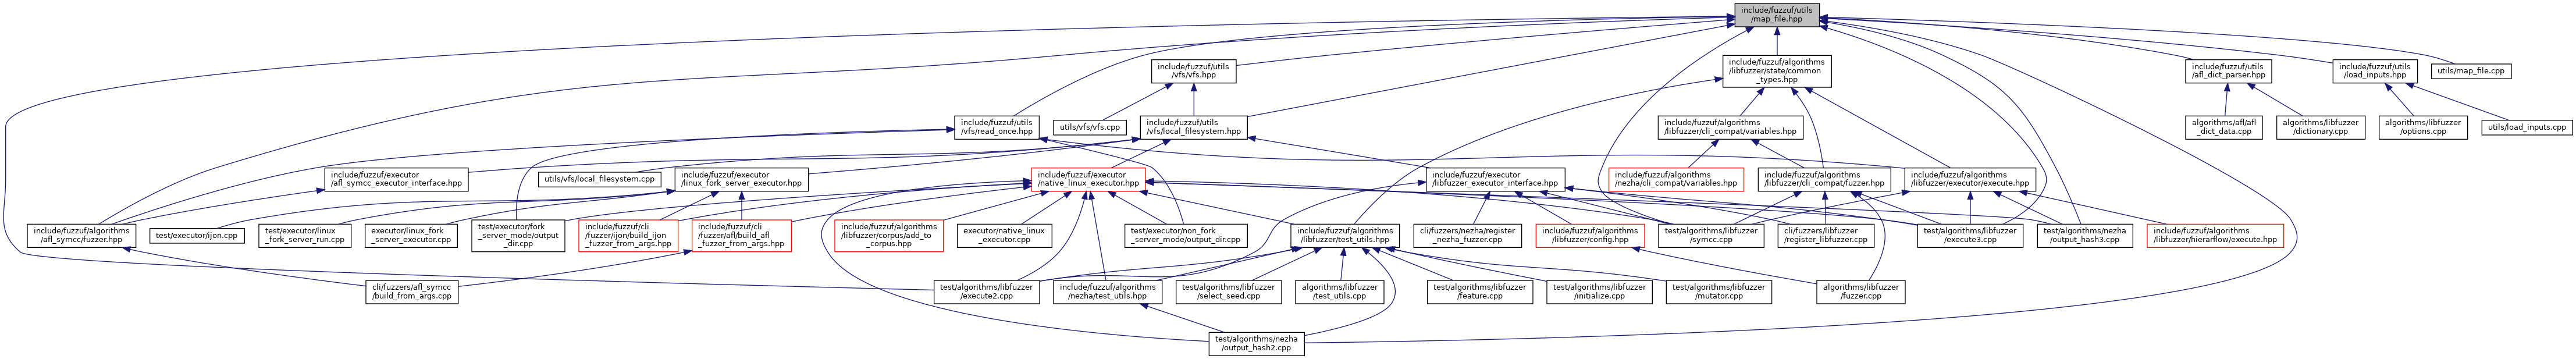 include/fuzzuf/utils
/map_file.hpp
include/fuzzuf/utils
/vfs/vfs.hpp
include/fuzzuf/algorithms
/libfuzzer/state/common
_types.hpp
include/fuzzuf/utils
/afl_dict_parser.hpp
include/fuzzuf/utils
/load_inputs.hpp
utils/map_file.cpp
include/fuzzuf/utils
/vfs/read_once.hpp
utils/vfs/vfs.cpp
include/fuzzuf/utils
/vfs/local_filesystem.hpp
include/fuzzuf/algorithms
/libfuzzer/cli_compat/variables.hpp
algorithms/afl/afl
_dict_data.cpp
algorithms/libfuzzer
/dictionary.cpp
algorithms/libfuzzer
/options.cpp
utils/load_inputs.cpp
include/fuzzuf/executor
/afl_symcc_executor_interface.hpp
utils/vfs/local_filesystem.cpp
include/fuzzuf/executor
/linux_fork_server_executor.hpp
include/fuzzuf/executor
/native_linux_executor.hpp
include/fuzzuf/executor
/libfuzzer_executor_interface.hpp
include/fuzzuf/algorithms
/nezha/cli_compat/variables.hpp
include/fuzzuf/algorithms
/libfuzzer/cli_compat/fuzzer.hpp
include/fuzzuf/algorithms
/libfuzzer/executor/execute.hpp
include/fuzzuf/algorithms
/afl_symcc/fuzzer.hpp
test/executor/ijon.cpp
test/executor/linux
_fork_server_run.cpp
executor/linux_fork
_server_executor.cpp
test/executor/fork
_server_mode/output
_dir.cpp
include/fuzzuf/cli
/fuzzer/ijon/build_ijon
_fuzzer_from_args.hpp
include/fuzzuf/cli
/fuzzer/afl/build_afl
_fuzzer_from_args.hpp
include/fuzzuf/algorithms
/libfuzzer/corpus/add_to
_corpus.hpp
executor/native_linux
_executor.cpp
test/executor/non_fork
_server_mode/output_dir.cpp
include/fuzzuf/algorithms
/libfuzzer/test_utils.hpp
cli/fuzzers/nezha/register
_nezha_fuzzer.cpp
include/fuzzuf/algorithms
/libfuzzer/config.hpp
test/algorithms/libfuzzer
/symcc.cpp
cli/fuzzers/libfuzzer
/register_libfuzzer.cpp
test/algorithms/libfuzzer
/execute3.cpp
test/algorithms/nezha
/output_hash3.cpp
include/fuzzuf/algorithms
/libfuzzer/hierarflow/execute.hpp
cli/fuzzers/afl_symcc
/build_from_args.cpp
test/algorithms/libfuzzer
/execute2.cpp
include/fuzzuf/algorithms
/nezha/test_utils.hpp
test/algorithms/libfuzzer
/select_seed.cpp
algorithms/libfuzzer
/test_utils.cpp
test/algorithms/libfuzzer
/feature.cpp
test/algorithms/libfuzzer
/initialize.cpp
test/algorithms/libfuzzer
/mutator.cpp
algorithms/libfuzzer
/fuzzer.cpp
test/algorithms/nezha
/output_hash2.cpp